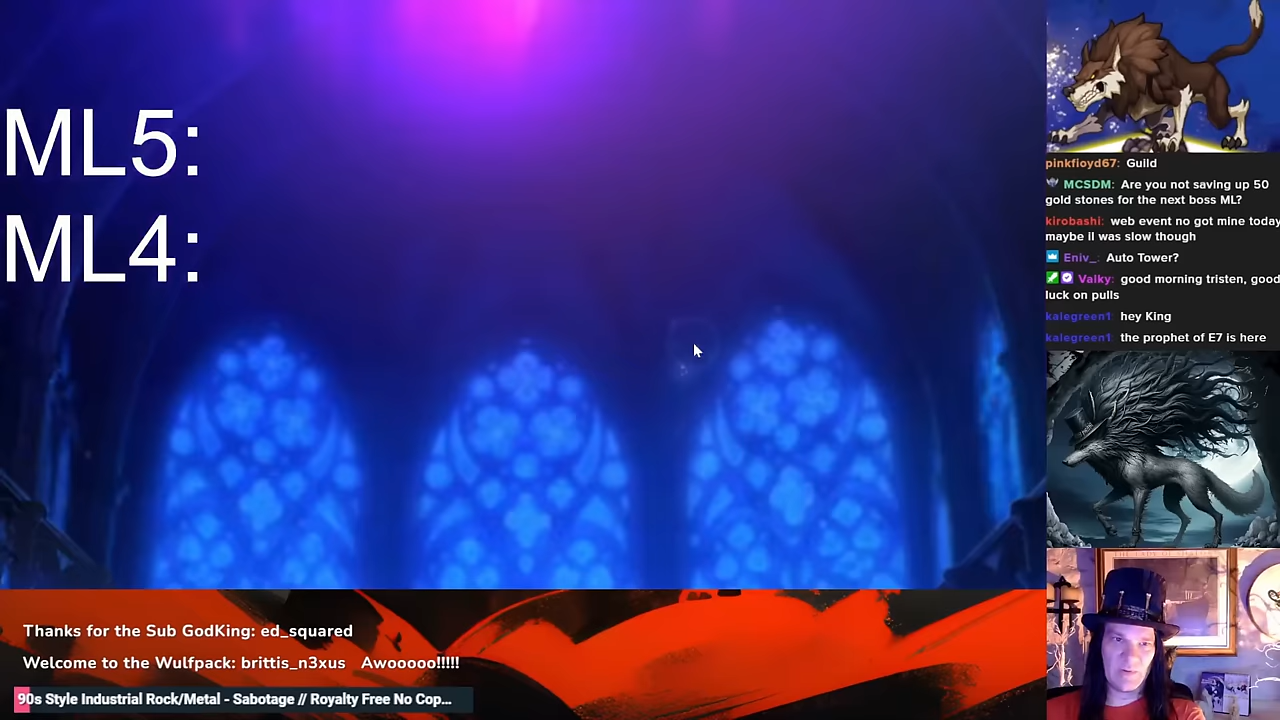 ML5:
ML4:
pinkfloyd67: Guild
MCSDM: Are you not saving up 50
gold stones for the next boss ML?
kirobashi: web event no got mine today
maybe il was slow though
Eniv_: Auto Tower?
Valky: good morning tristen, good
luck on pulls
kalegreen1: hey King
kalegreen1: the prophet of E7 is here
Thanks for the Sub GodKing: ed_squared
Welcome to the Wulfpack: brittis_n3xus Awooooo!!!!!
90s Style Industrial Rock/Metal - Sabotage // Royalty Free No Cop...